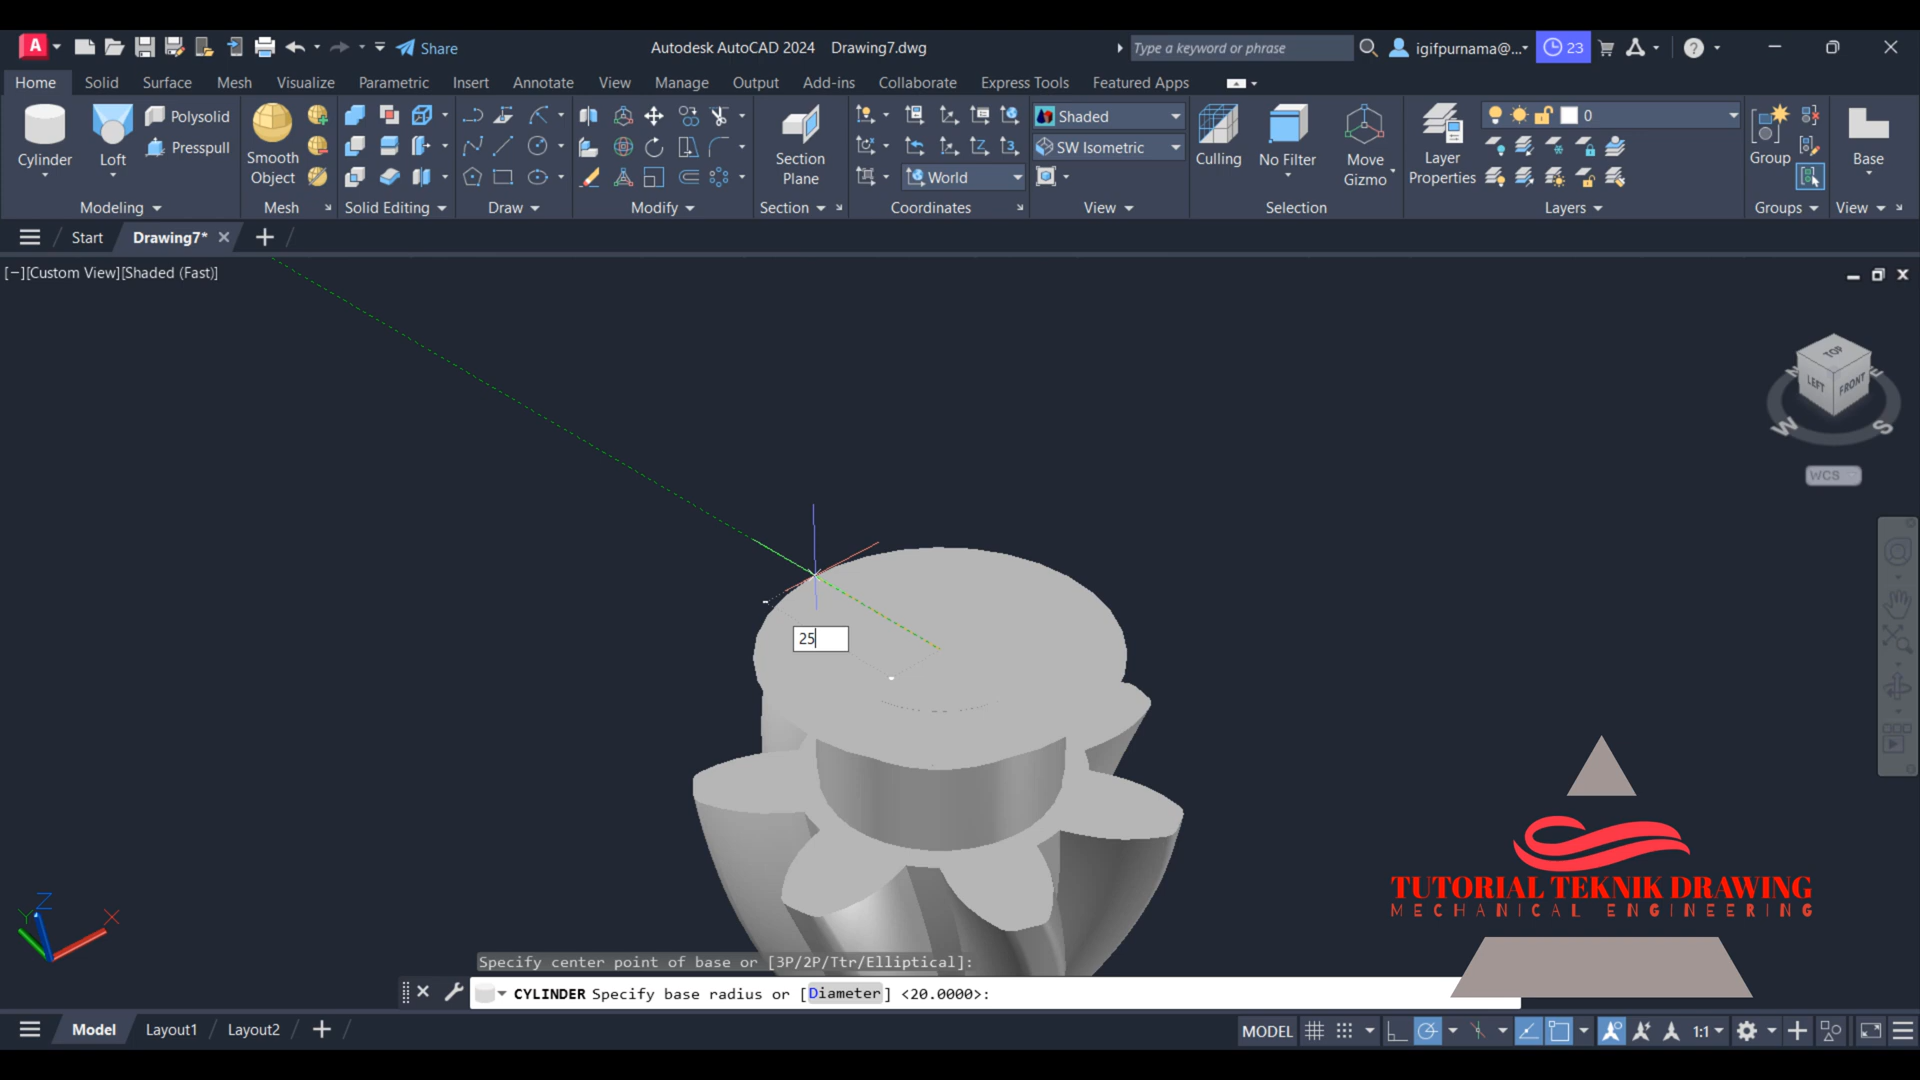 A Share Autodesk AutoCAD 2024 Drawing7.dwg Type a keyword or phrase igifpurnama@... 23 ?
Home Solid Surface Mesh Visualize Parametric Insert Annotate View Manage Output Add-ins Collaborate Express Tools Featured Apps
Cylinder Loft Polysolid Presspull Smooth Object Section Plane World Shaded SW Isometric Culling No Filter Move Gizmo Layer Properties 0 Group Base
Modeling Mesh Solid Editing Draw Modify Section Coordinates View Selection Layers Groups View
Start Drawing7*
[−][Custom View][Shaded (Fast)]
TOP
LEFT FRONT
N E
W S
WCS
25
Z
Y X
TUTORIAL TEKNIK DRAWING
MECHANICAL ENGINEERING
Specify center point of base or [3P/2P/Ttr/Elliptical]:
CYLINDER Specify base radius or [Diameter] <20.0000>:
Model Layout1 Layout2 MODEL 1:1